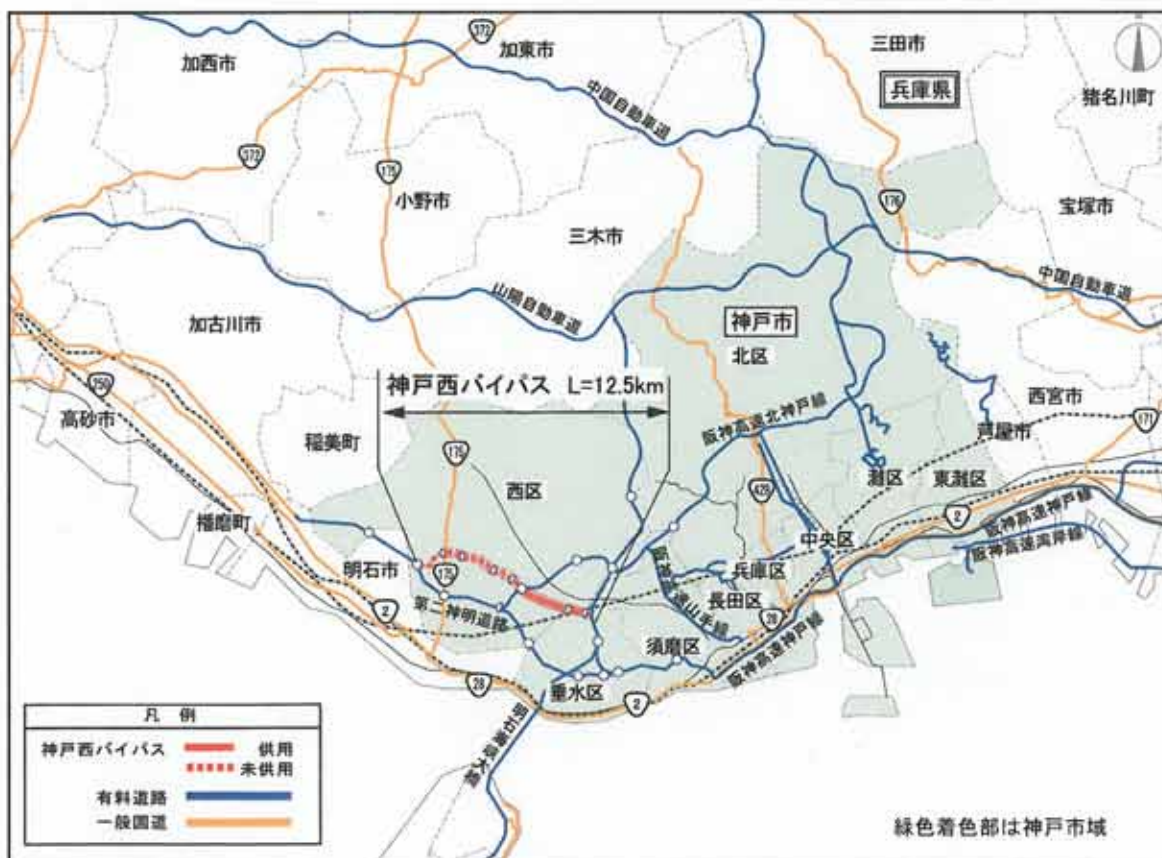 372
加東市
三田市
加西市
兵庫県
猪名川町
中国自動車道
372
175
小野市
176
宝塚市
三木市
山陽自動車道
中国自動車道
加古川市
神戸市
北区
神戸西バイパス L=12.5km
250
高砂市
西宮市
171
芦屋市
稲美町
阪神高速北神戸線
175
西区
428
灘区
東灘区
2
阪神高速神戸線
阪神高速湾岸線
播磨町
中央区
明石市
175
兵庫区
阪神高速山手線
長田区
2
第二神明道路
28
須磨区
阪神高速神戸線
28
垂水区
2
明石海峡大橋
凡 例
神戸西バイパス 供用
未供用
有料道路
一般国道
緑色着色部は神戸市域